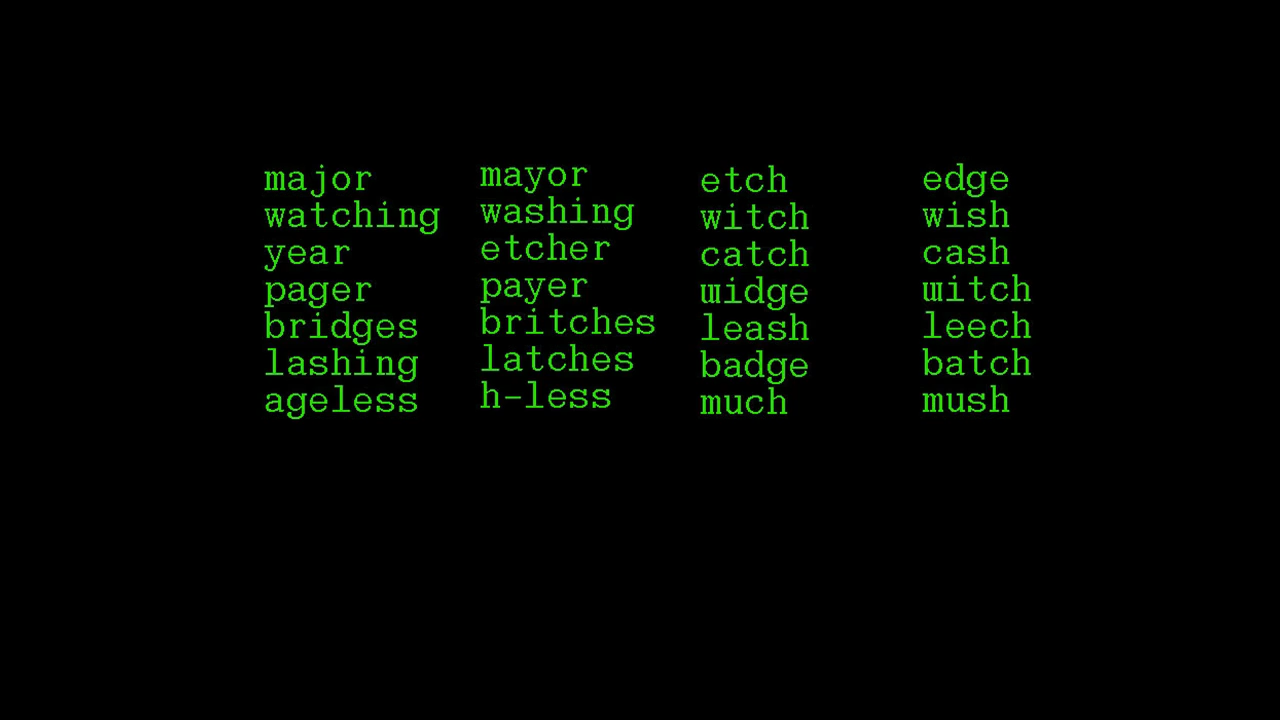 major mayor etch edge
watching washing witch wish
year etcher catch cash
pager payer widge witch
bridges britches leash leech
lashing latches badge batch
ageless h-less much mush